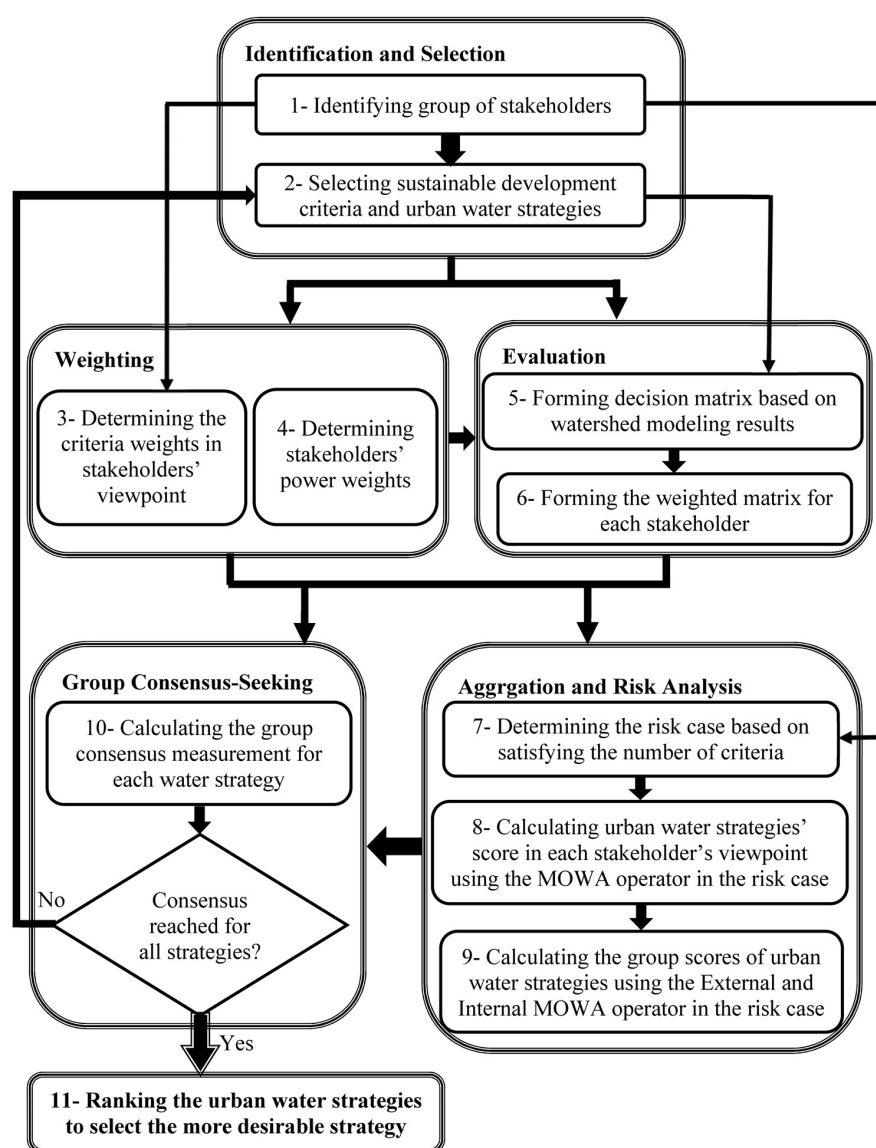 Identification and Selection
1- Identifying group of stakeholders
2- Selecting sustainable development
criteria and urban water strategies
Weighting
3- Determining the
criteria weights in
stakeholders’
viewpoint
4- Determining
stakeholders’
power weights
Evaluation
5- Forming decision matrix based on
watershed modeling results
6- Forming the weighted matrix for
each stakeholder
Group Consensus-Seeking
10- Calculating the group
consensus measurement for
each water strategy
Consensus
reached for
all strategies?
No
Yes
Aggrgation and Risk Analysis
7- Determining the risk case based on
satisfying the number of criteria
8- Calculating urban water strategies’
score in each stakeholder’s viewpoint
using the MOWA operator in the risk case
9- Calculating the group scores of urban
water strategies using the External and
Internal MOWA operator in the risk case
11- Ranking the urban water strategies
to select the more desirable strategy